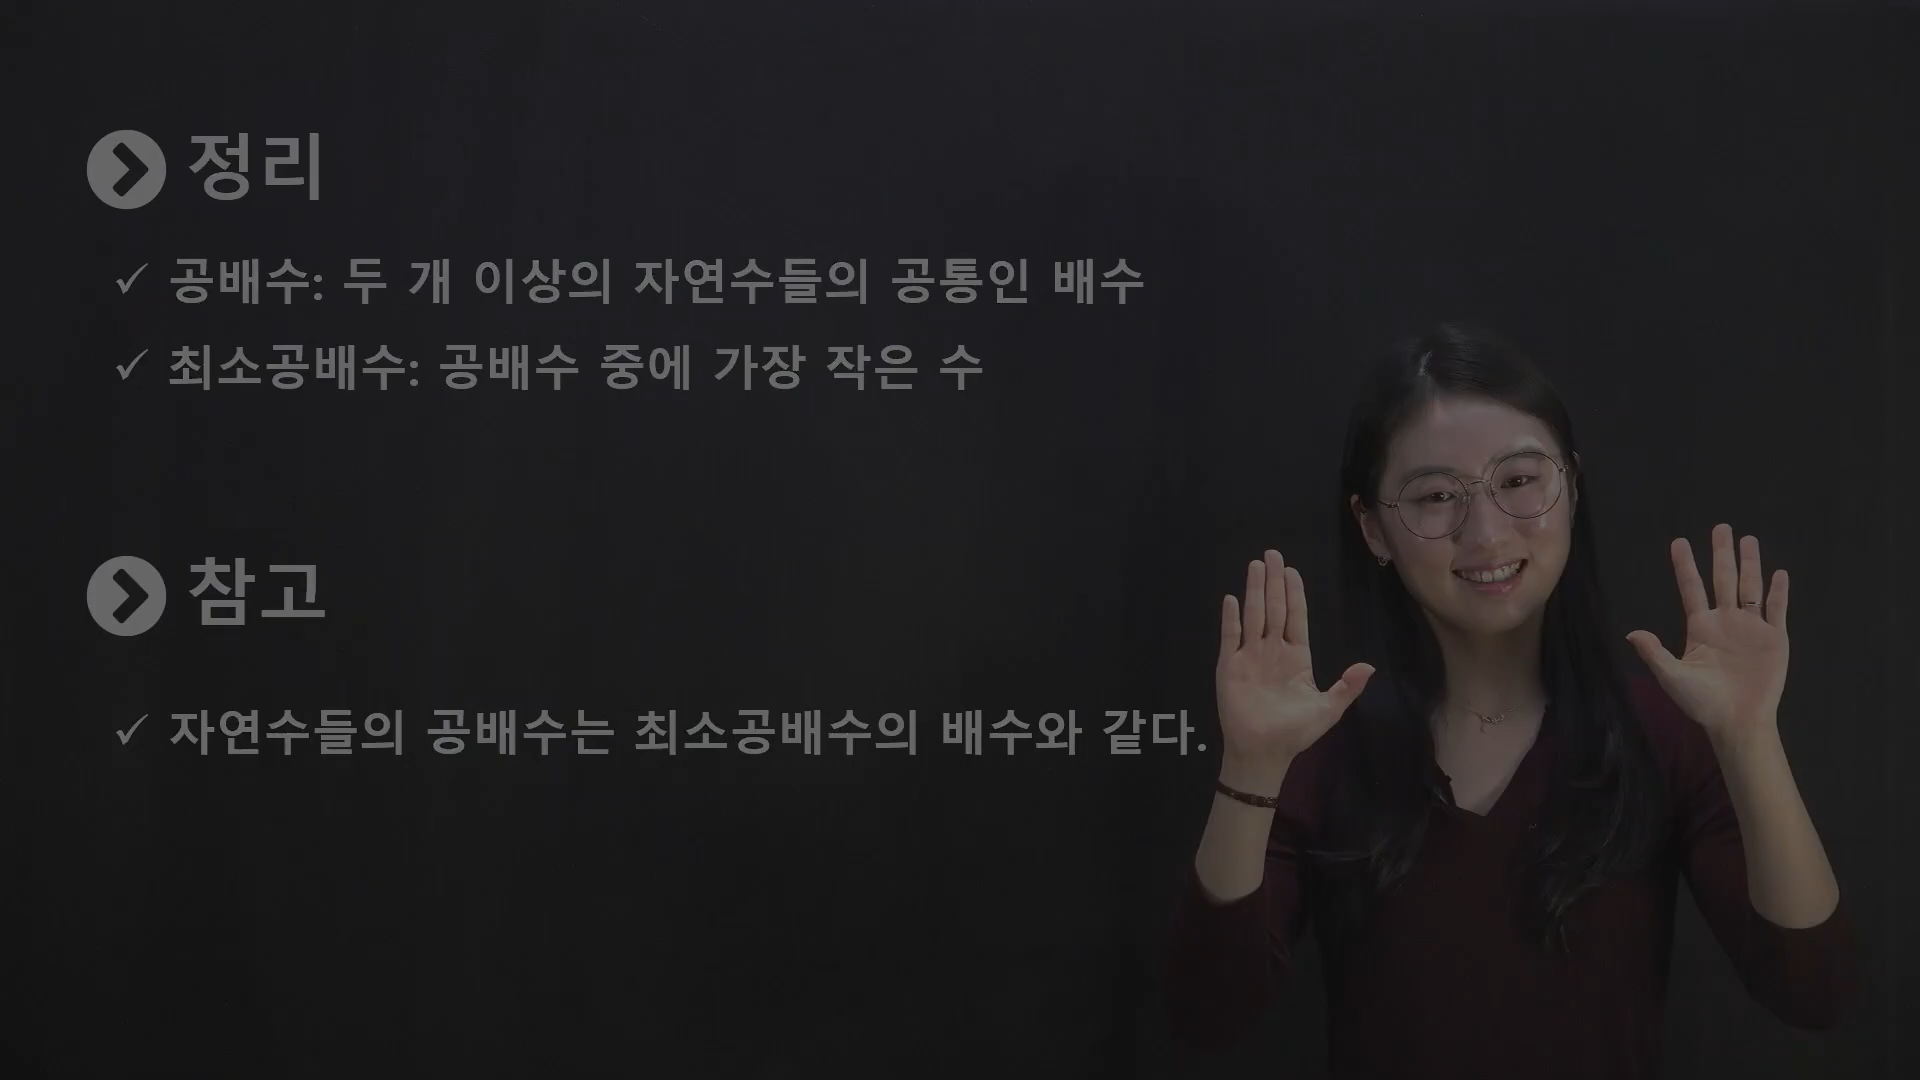 정리
공배수: 두 개 이상의 자연수들의 공통인 배수
최소공배수: 공배수 중에 가장 작은 수
참고
자연수들의 공배수는 최소공배수의 배수와 같다.